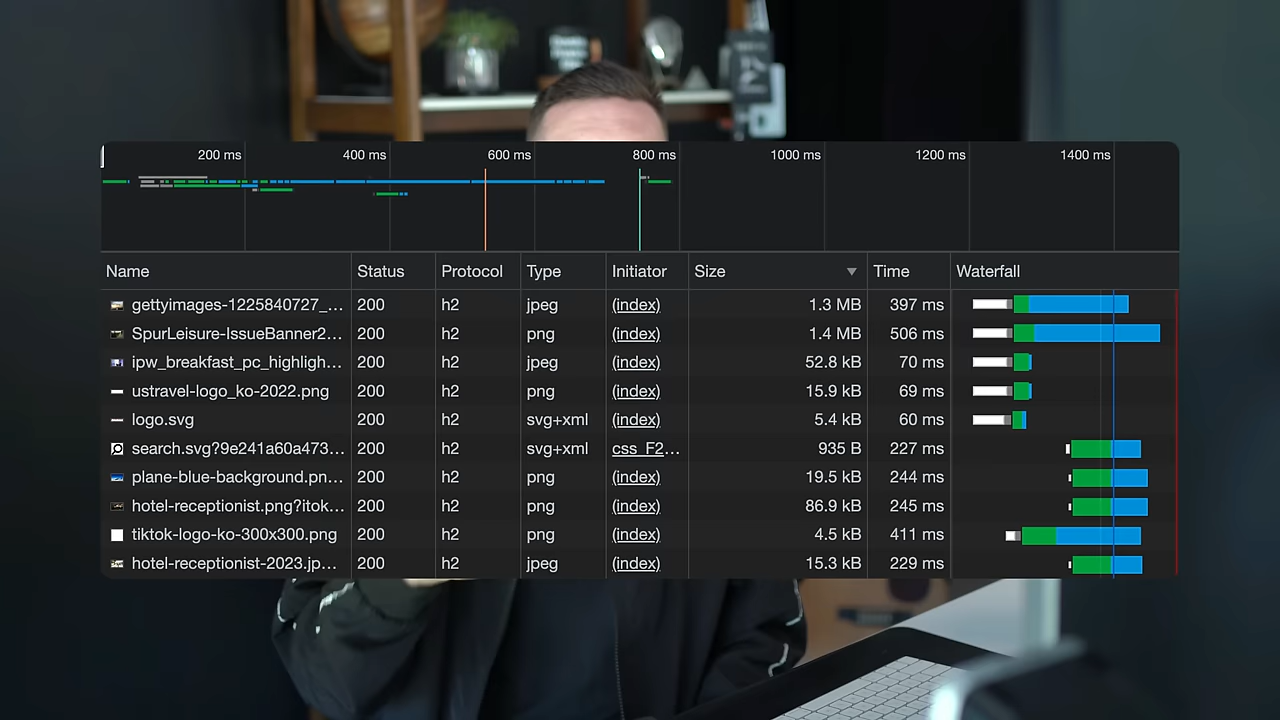 200 ms 400 ms 600 ms 800 ms 1000 ms 1200 ms 1400 ms
Name Status Protocol Type Initiator Size Time Waterfall
gettyimages-1225840727_… 200 h2 jpeg (index) 1.3 MB 397 ms
SpurLeisure-IssueBanner2… 200 h2 png (index) 1.4 MB 506 ms
ipw_breakfast_pc_highligh… 200 h2 jpeg (index) 52.8 kB 70 ms
ustravel-logo_ko-2022.png 200 h2 png (index) 15.9 kB 69 ms
logo.svg 200 h2 svg+xml (index) 5.4 kB 60 ms
search.svg?9e241a60a473… 200 h2 svg+xml css_F2… 935 B 227 ms
plane-blue-background.pn… 200 h2 png (index) 19.5 kB 244 ms
hotel-receptionist.png?itok… 200 h2 png (index) 86.9 kB 245 ms
tiktok-logo-ko-300x300.png 200 h2 png (index) 4.5 kB 411 ms
hotel-receptionist-2023.jp… 200 h2 jpeg (index) 15.3 kB 229 ms